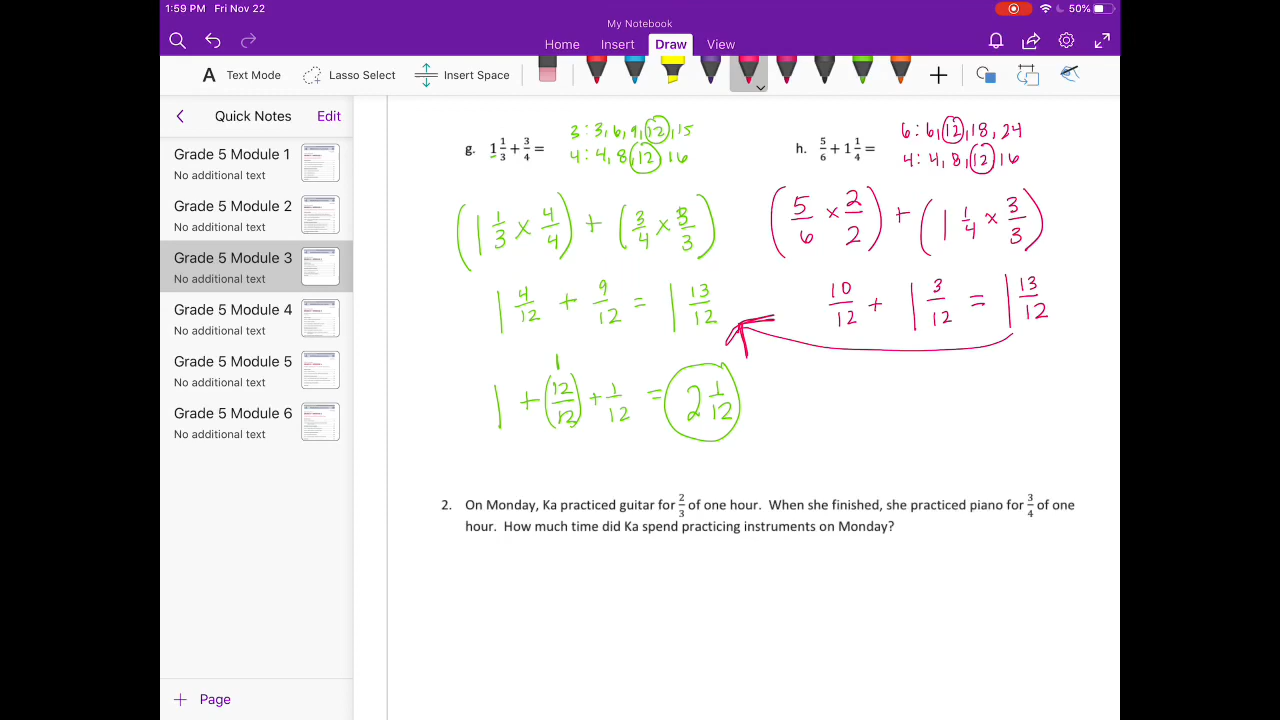 1:59 PM Fri Nov 22
50%
My Notebook
Home Insert Draw View
A Text Mode Lasso Select Insert Space
Quick Notes Edit
Grade 5 Module 1
No additional text
Grade 5 Module 2
No additional text
Grade 5 Module 3
No additional text
Grade 5 Module 4
No additional text
Grade 5 Module 5
No additional text
Grade 5 Module 6
No additional text
+ Page
g. 1 1/3 + 3/4 =
3 : 3, 6, 9, 12, 15
4 : 4, 8, 12, 16
(1 1/3 × 4/4) + (3/4 × 3/3)
1 4/12 + 9/12 = 1 13/12
1
1 + (12/12) + 1/12 = 2 1/12
h. 5/6 + 1 1/4 =
6 : 6, 12, 18, 24
4 : 4, 8, 12, 16
(5/6 × 2/2) + (1 1/4 × 3/3)
10/12 + 1 3/12 = 1 13/12
2. On Monday, Ka practiced guitar for 2/3 of one hour. When she finished, she practiced piano for 3/4 of one
hour. How much time did Ka spend practicing instruments on Monday?